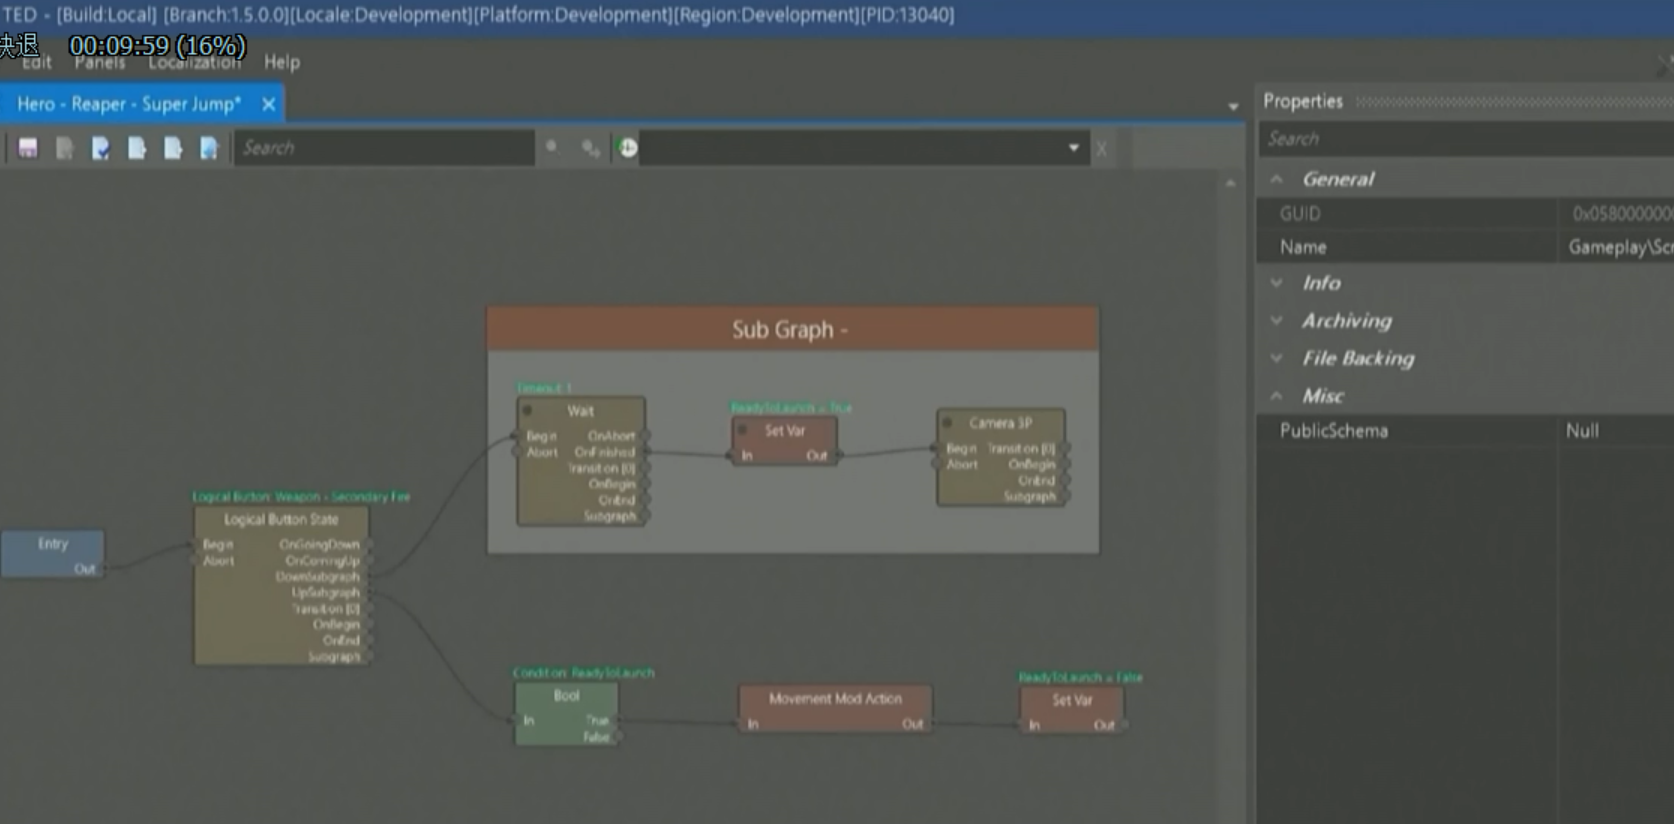 TED - [Build:Local] [Branch:1.5.0.0][Locale:Development][Platform:Development][Region:Development][PID:13040]
快退 00:09:59 (16%)
Edit Panels Localization Help
Hero - Reaper - Super Jump*
Search
Properties
Search
General
GUID 0x058000000
Name Gameplay\Scr
Info
Archiving
File Backing
Misc
PublicSchema Null
Sub Graph -
Timeout: 1
Wait
Begin OnAbort
Abort OnFinished
Transition [0]
OnBegin
OnEnd
Subgraph
ReadyToLaunch = True
Set Var
In Out
Camera 3P
Begin Transition [0]
Abort OnBegin
OnEnd
Subgraph
Logical Button: Weapon - Secondary Fire
Logical Button State
Begin OnGoingDown
Abort OnComingUp
DownSubgraph
UpSubgraph
Transition [0]
OnBegin
OnEnd
Subgraph
Entry
Out
Condition: ReadyToLaunch
Bool
In True
False
Movement Mod Action
In Out
ReadyToLaunch = False
Set Var
In Out